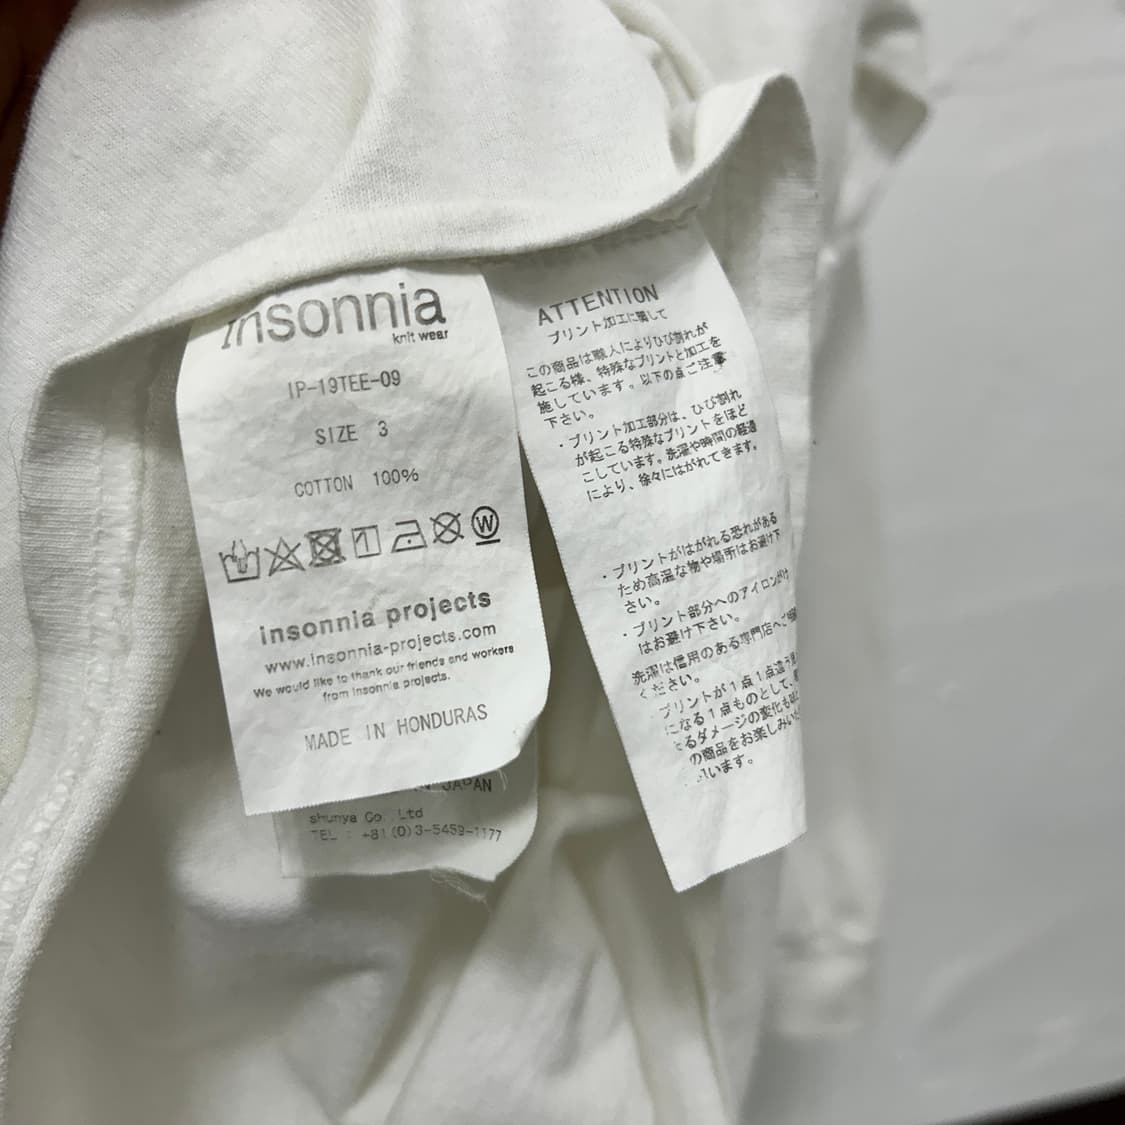 insonnia
knit wear
IP-19TEE-09
SIZE 3
COTTON 100%
W
insonnia projects
www.insonnia-projects.com
We would like to thank our friends and workers
from insonnia projects.
MADE IN HONDURAS
JAPAN
shunya Co., Ltd
TEL : +81(0)3-5459-1177
ATTENTION
プリント加工に関して
この商品は職人によりひび割れが
起こる様、特殊なプリントと加工を
施しています。以下の点ご注意
下さい。
・プリント加工部分は、ひび割れ
が起こる特殊なプリントをほど
こしています。洗濯や時間の経過
により、徐々にはがれてきます。
・プリントがはがれる恐れがある
ため高温な物や場所はお避け下
さい。
・プリント部分へのアイロンがけ
はお避け下さい。
洗濯は信用のある専門店へご
ください。
プリントが1点1点違う
になる1点ものとして、
るダメージの変化も
の商品をお楽しみいた
います。